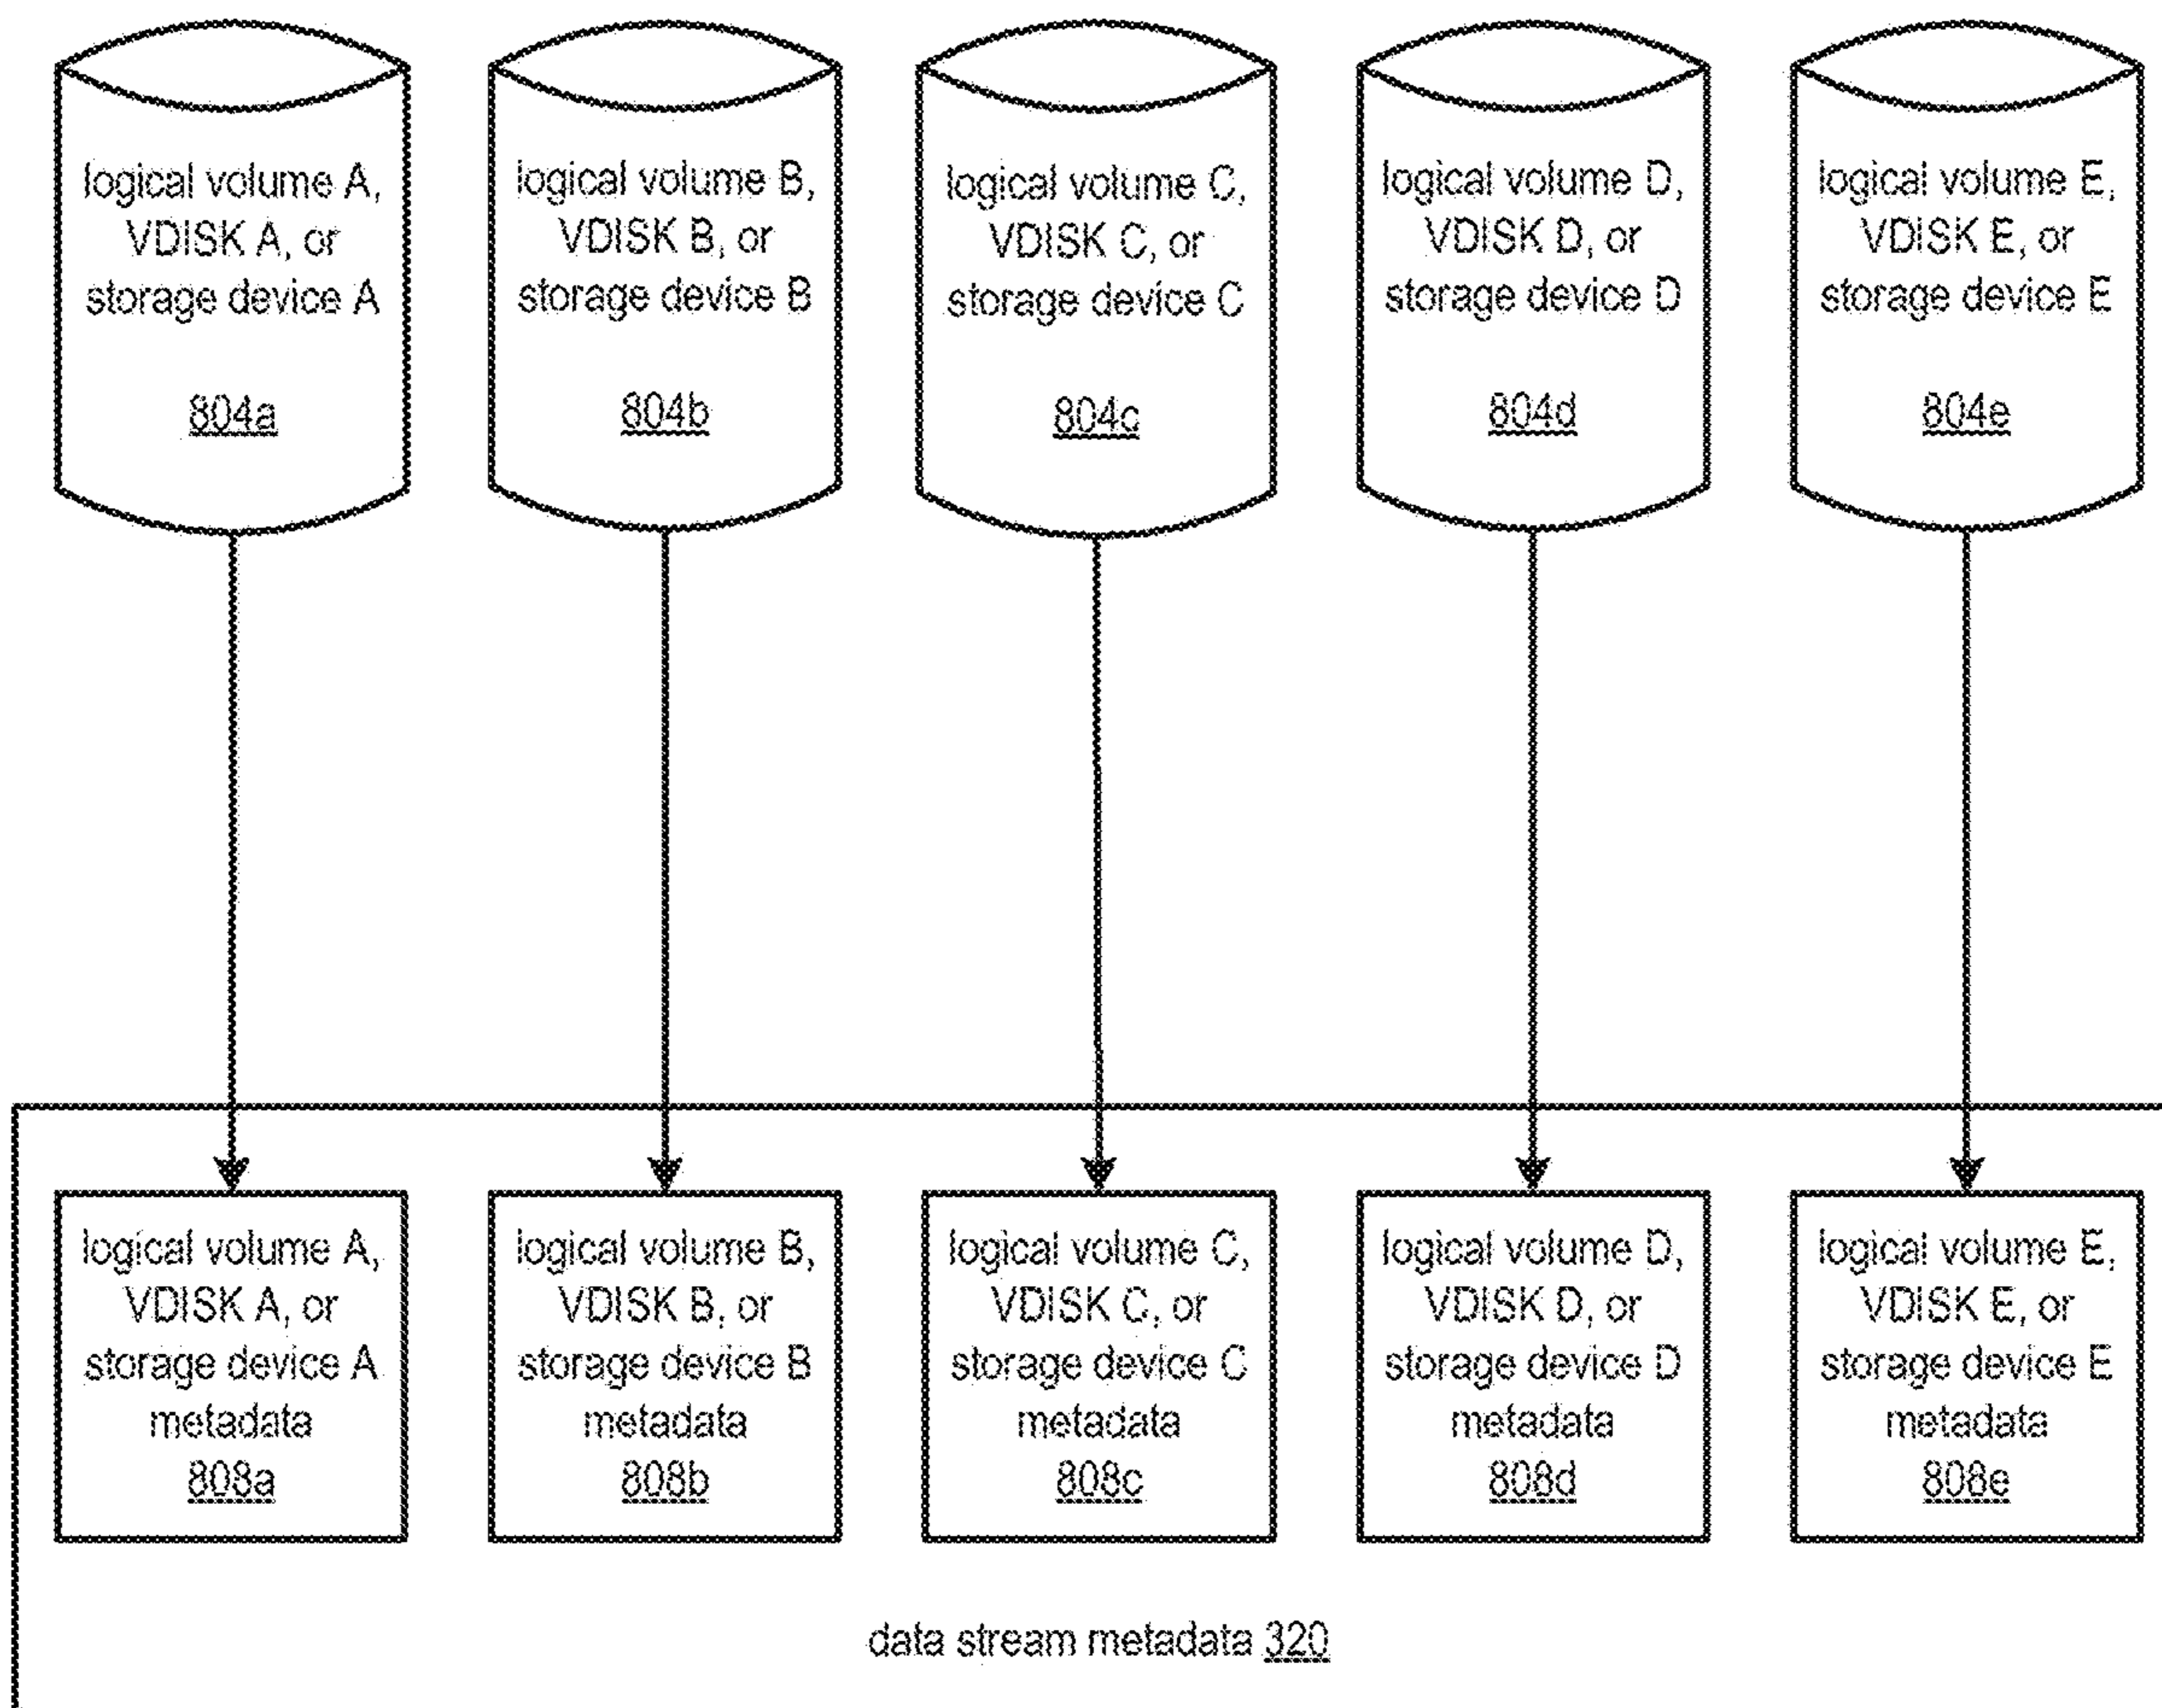 logical volume A,
VDISK A, or
storage device A
804a
logical volume B,
VDISK B, or
storage device B
804b
logical volume C,
VDISK C, or
storage device C
804c
logical volume D,
VDISK D, or
storage device D
804d
logical volume E,
VDISK E, or
storage device E
804e
logical volume A,
VDISK A, or
storage device A
metadata
808a
logical volume B,
VDISK B, or
storage device B
metadata
808b
logical volume C,
VDISK C, or
storage device C
metadata
808c
logical volume D,
VDISK D, or
storage device D
metadata
808d
logical volume E,
VDISK E, or
storage device E
metadata
808e
data stream metadata 320